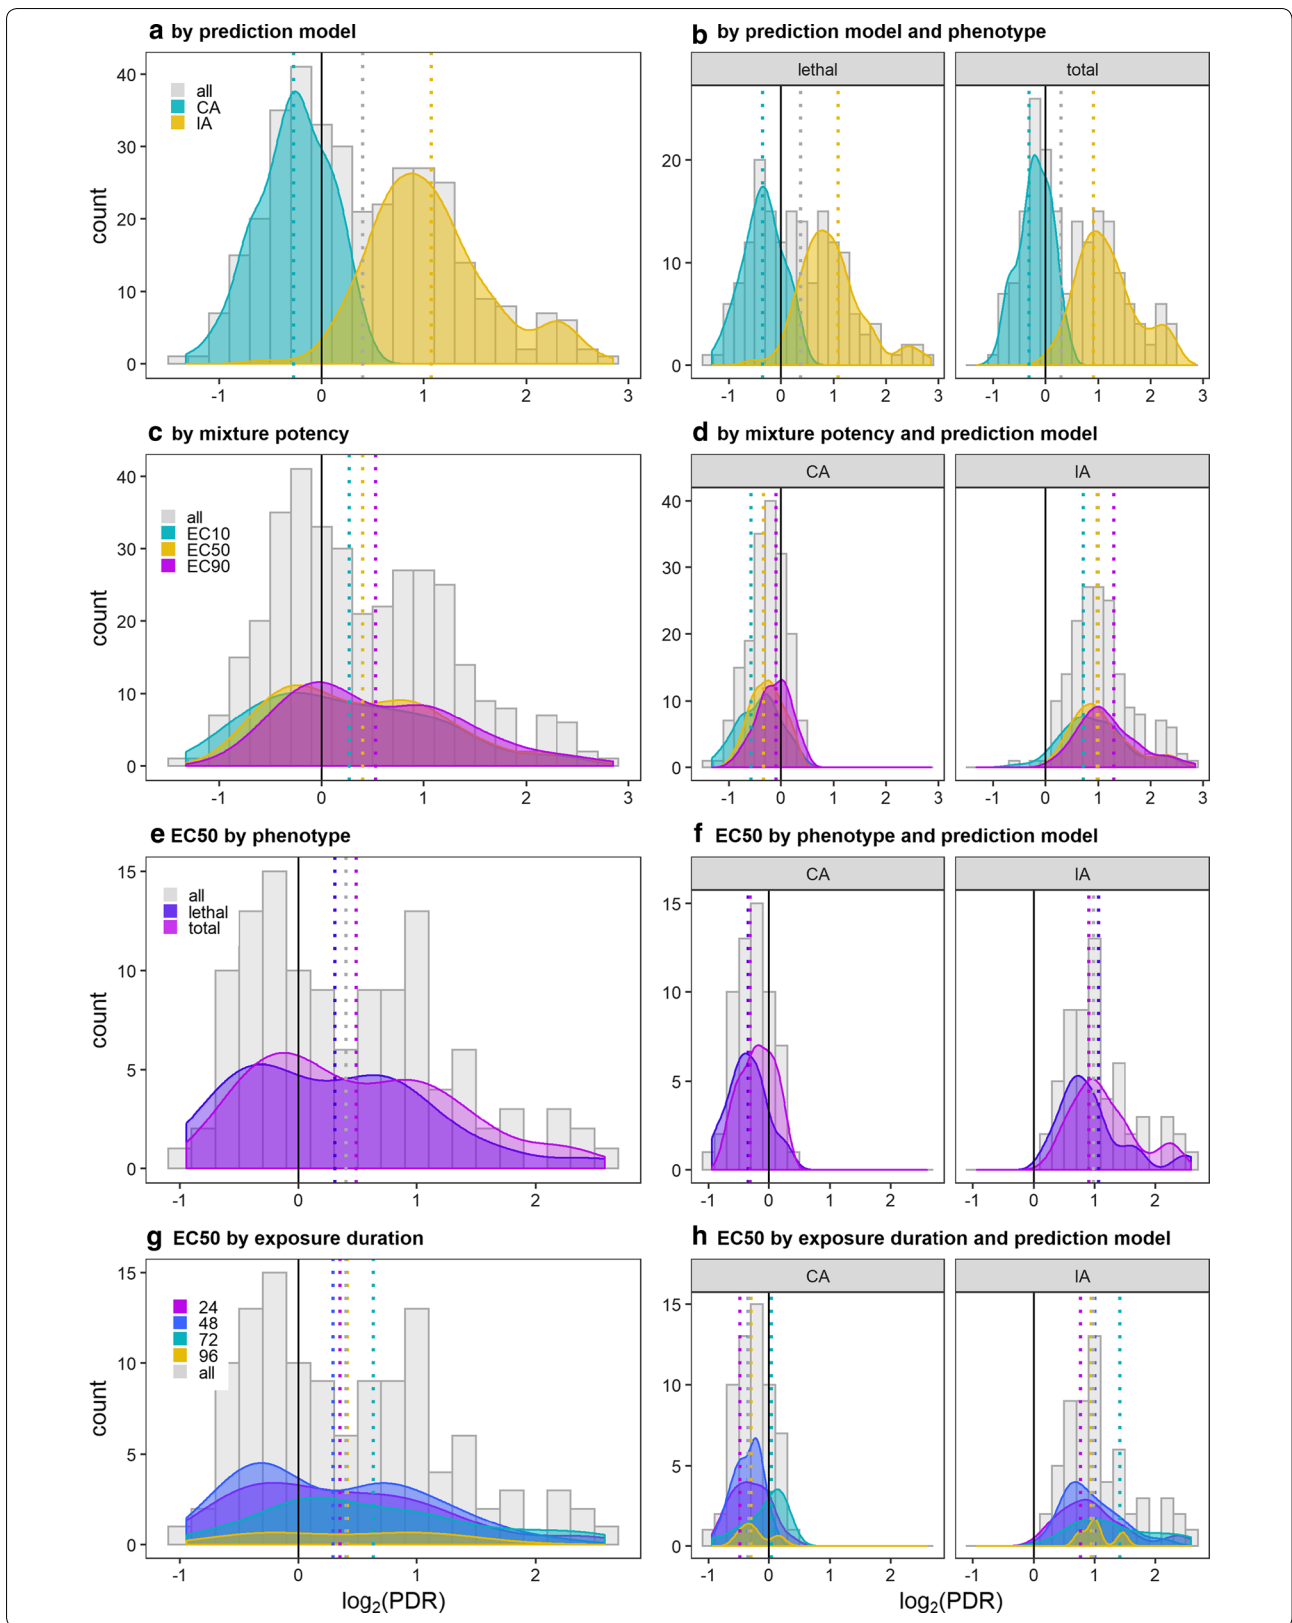 a by prediction model
40
30
20
10
0
count
all
CA
IA
-1 0 1 2 3
b by prediction model and phenotype
lethal total
20
10
0
-1 0 1 2 3
-1 0 1 2 3
c by mixture potency
40
30
20
10
0
count
all
EC10
EC50
EC90
-1 0 1 2 3
d by mixture potency and prediction model
CA IA
40
30
20
10
0
-1 0 1 2 3
-1 0 1 2 3
e EC50 by phenotype
15
10
5
0
count
all
lethal
total
-1 0 1 2
f EC50 by phenotype and prediction model
CA IA
15
10
5
0
-1 0 1 2
-1 0 1 2
g EC50 by exposure duration
15
10
5
0
count
24
48
72
96
all
-1 0 1 2
log2(PDR)
h EC50 by exposure duration and prediction model
CA IA
15
10
5
0
-1 0 1 2
-1 0 1 2
log2(PDR)